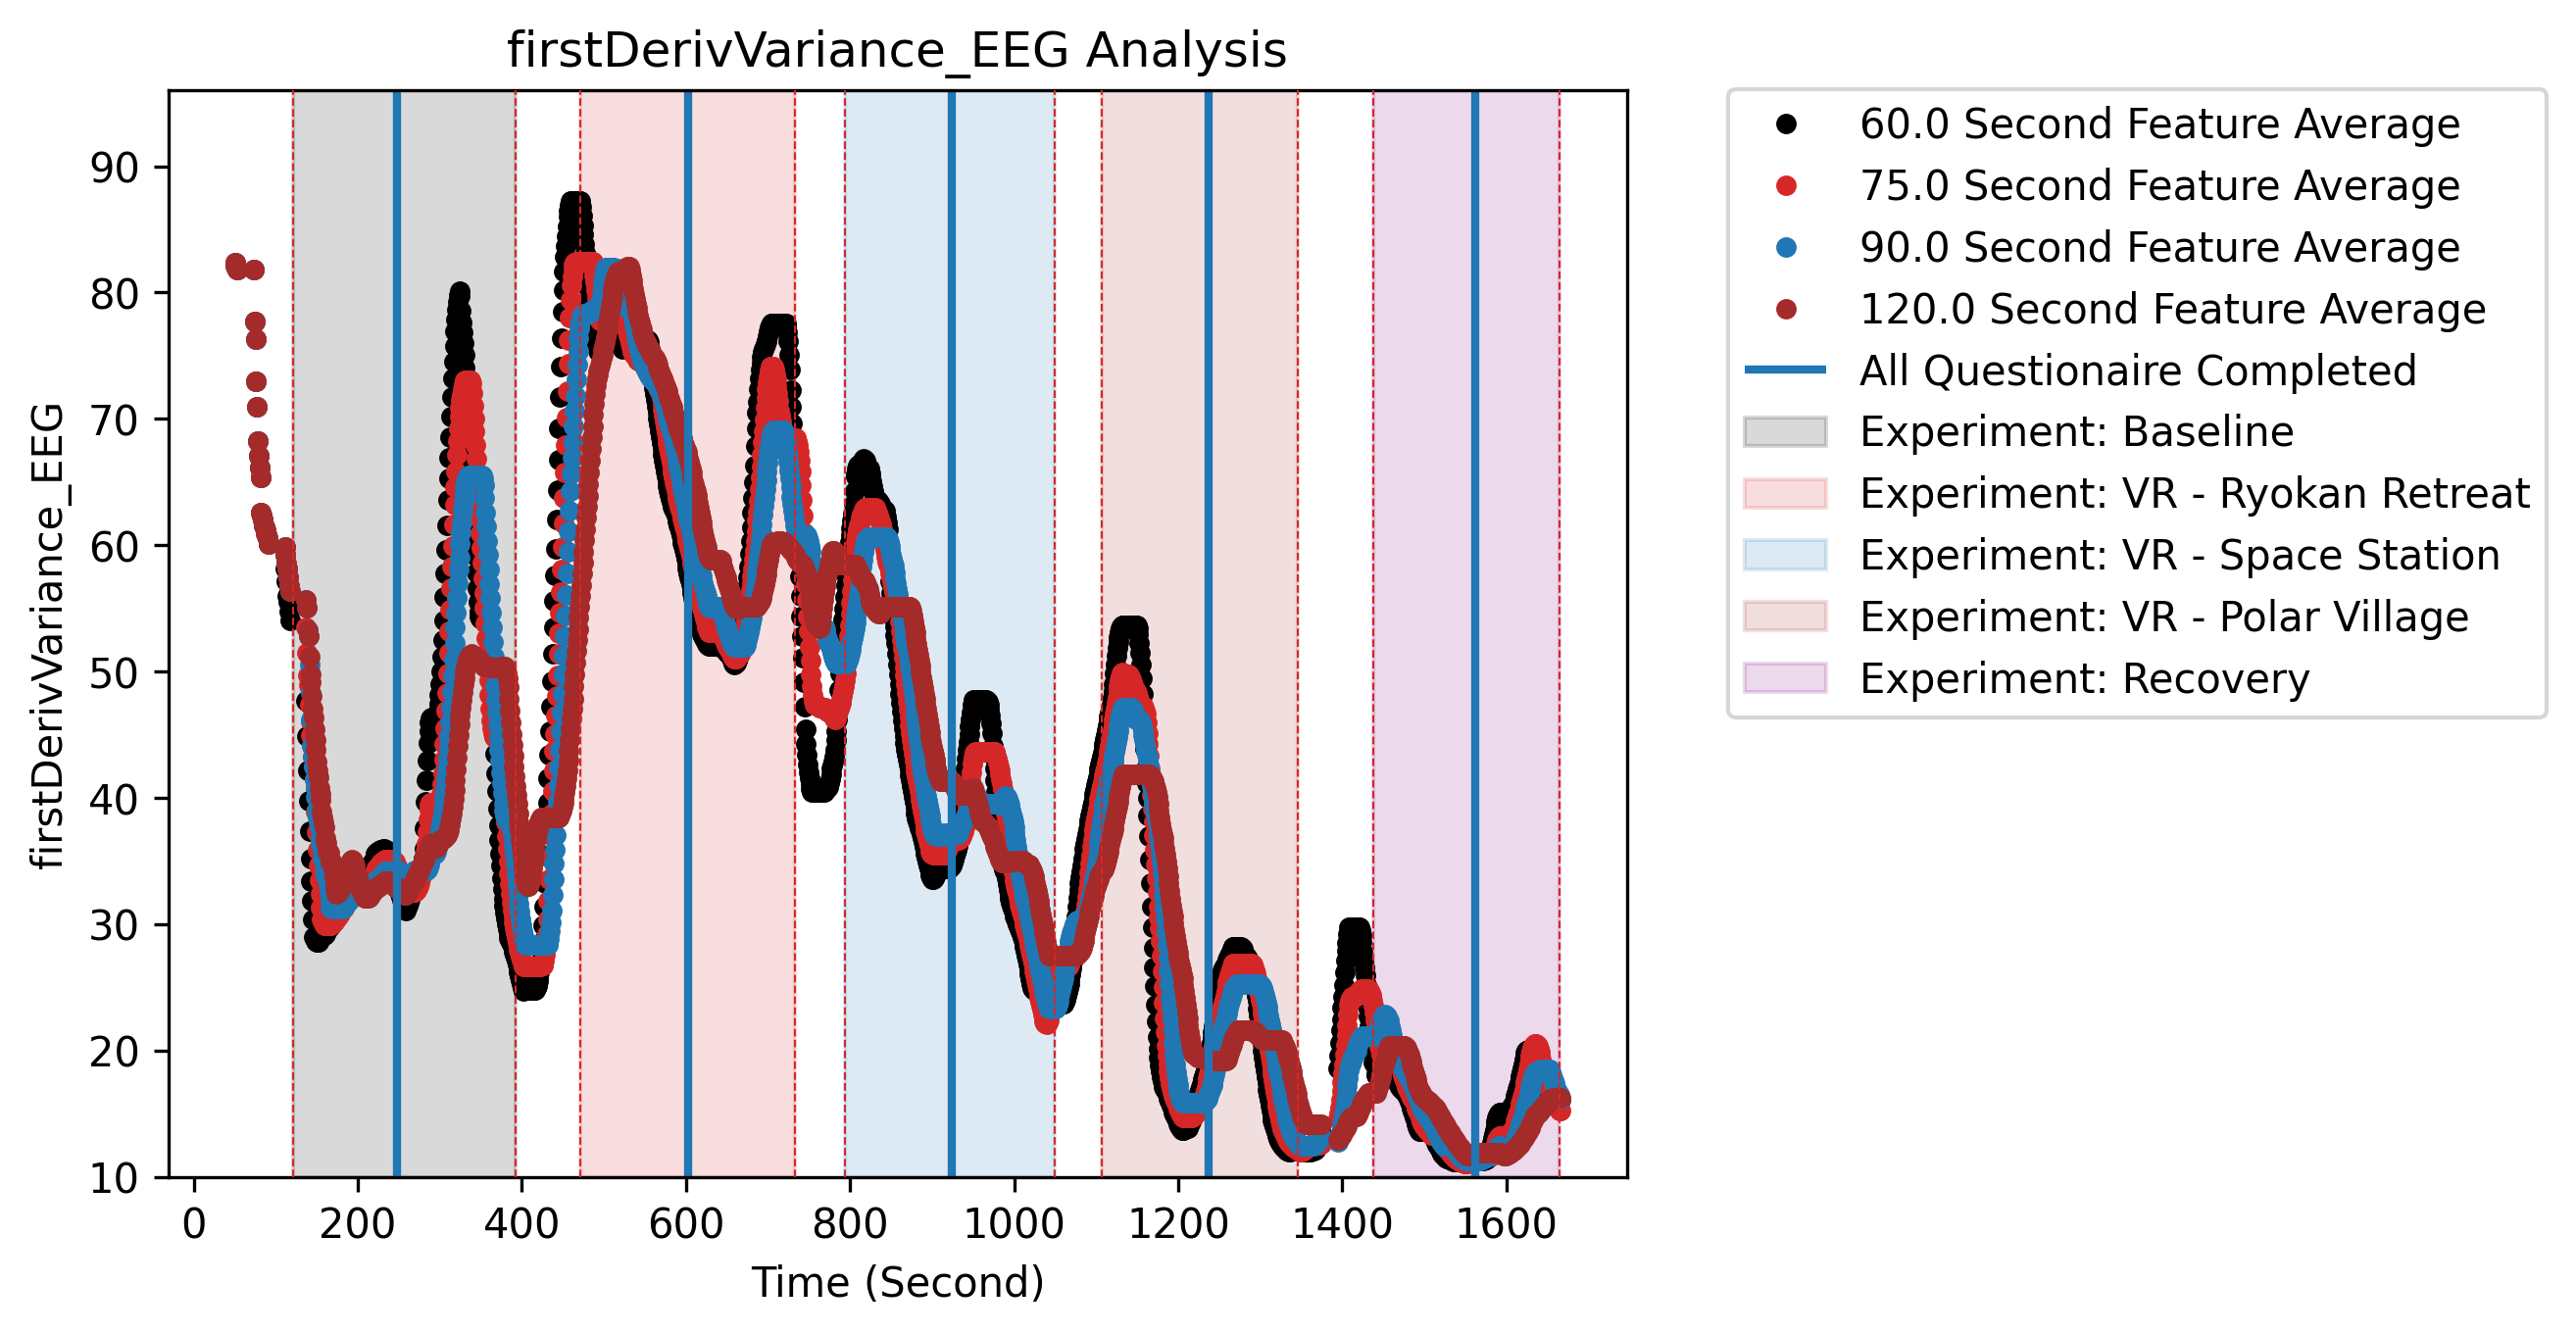 firstDerivVariance_EEG Analysis
firstDerivVariance_EEG
90
80
70
60
50
40
30
20
10
0 200 400 600 800 1000 1200 1400 1600
Time (Second)
60.0 Second Feature Average
75.0 Second Feature Average
90.0 Second Feature Average
120.0 Second Feature Average
All Questionaire Completed
Experiment: Baseline
Experiment: VR - Ryokan Retreat
Experiment: VR - Space Station
Experiment: VR - Polar Village
Experiment: Recovery